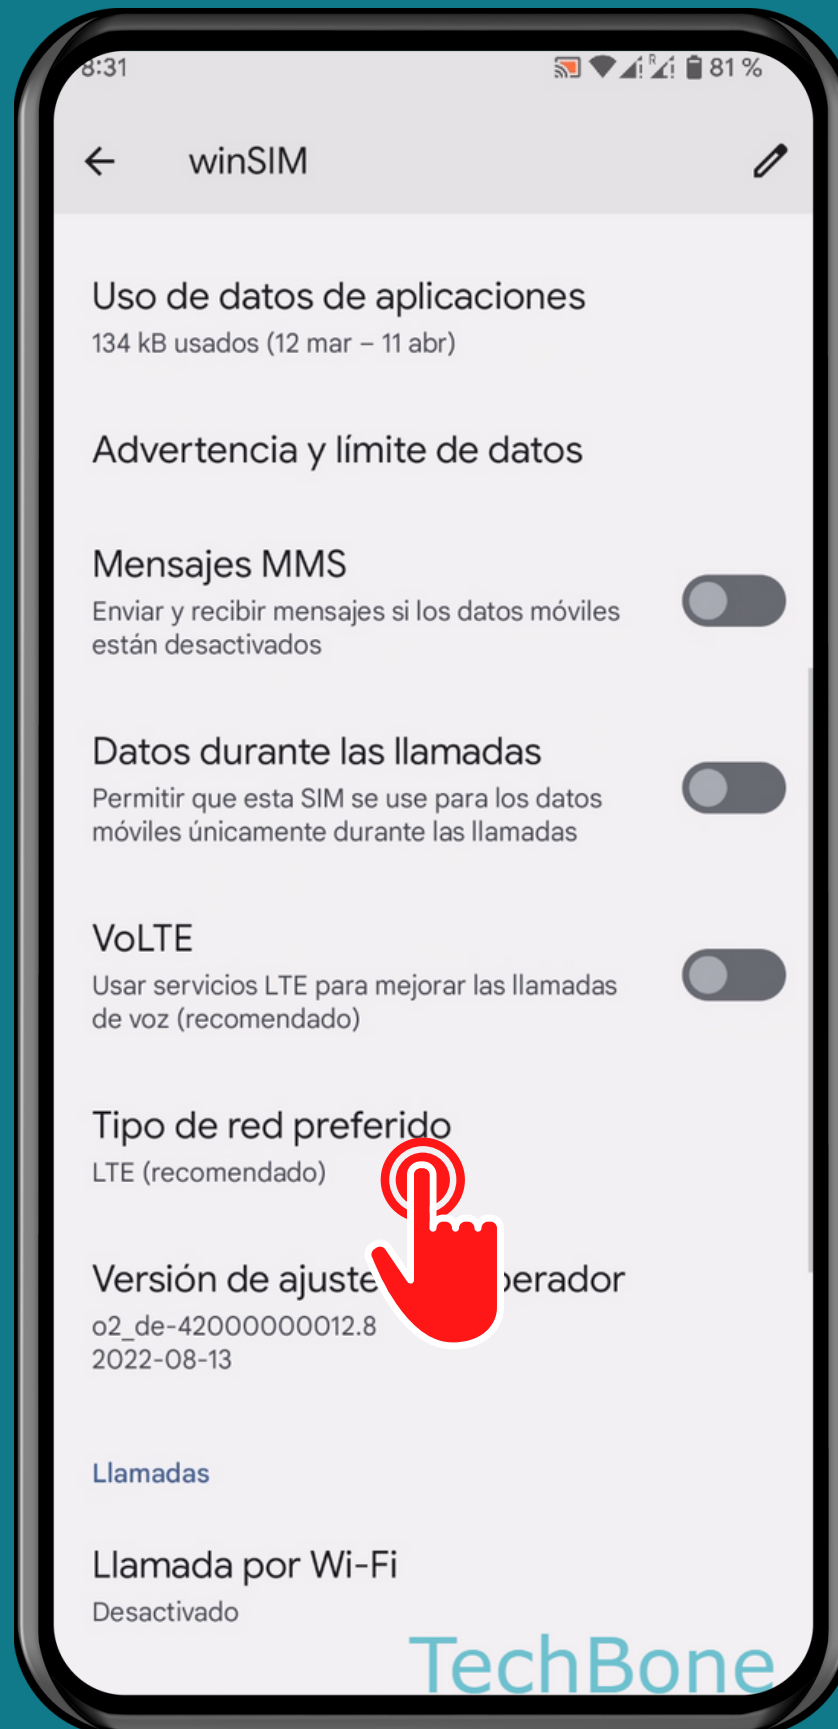 8:31
R
81 %
winSIM
Uso de datos de aplicaciones
134 kB usados (12 mar – 11 abr)
Advertencia y límite de datos
Mensajes MMS
Enviar y recibir mensajes si los datos móviles
están desactivados
Datos durante las llamadas
Permitir que esta SIM se use para los datos
móviles únicamente durante las llamadas
VoLTE
Usar servicios LTE para mejorar las llamadas
de voz (recomendado)
Tipo de red preferido
LTE (recomendado)
Versión de
o2_de-42000000012.8
2022-08-13
Llamadas
Llamada por Wi-Fi
Desactivado
TechBone